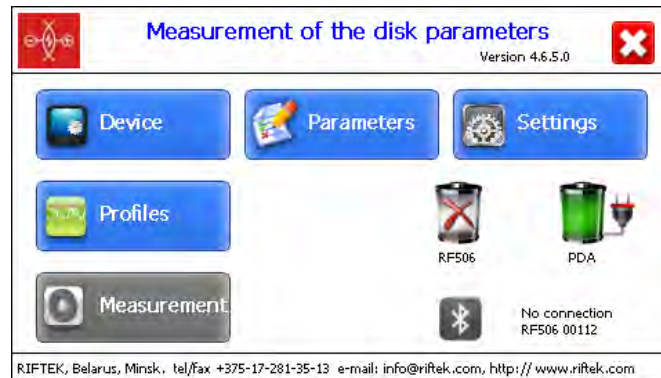 Measurement of the disk parameters
Version 4.6.5.0
Device
Parameters
Settings
Profiles
RF506
PDA
Measurement
No connection
RF506 00112
RIFTEK, Belarus, Minsk. tel/fax +375-17-281-35-13 e-mail: info@riftek.com, http://www.riftek.com